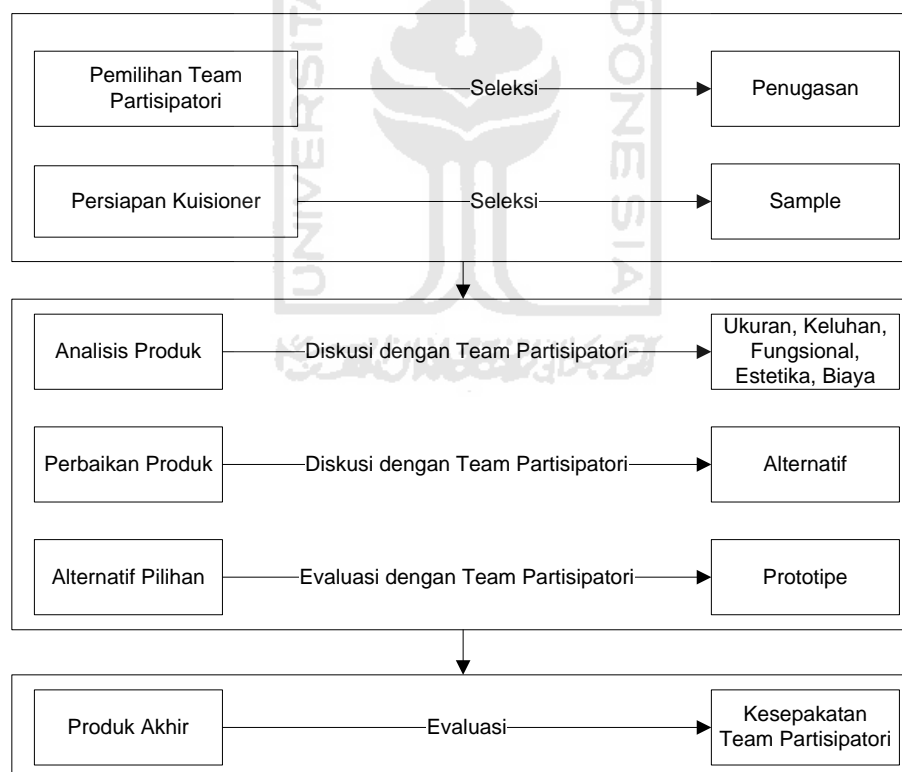 Pemilihan Team
Partisipatori
Seleksi
Penugasan
Persiapan Kuisioner
Seleksi
Sample
UNIVERSITA
NDONESIA
Analisis Produk
Diskusi dengan Team Partisipatori
Ukuran, Keluhan,
Fungsional,
Estetika, Biaya
Perbaikan Produk
Diskusi dengan Team Partisipatori
Alternatif
Alternatif Pilihan
Evaluasi dengan Team Partisipatori
Prototipe
Produk Akhir
Evaluasi
Kesepakatan
Team Partisipatori